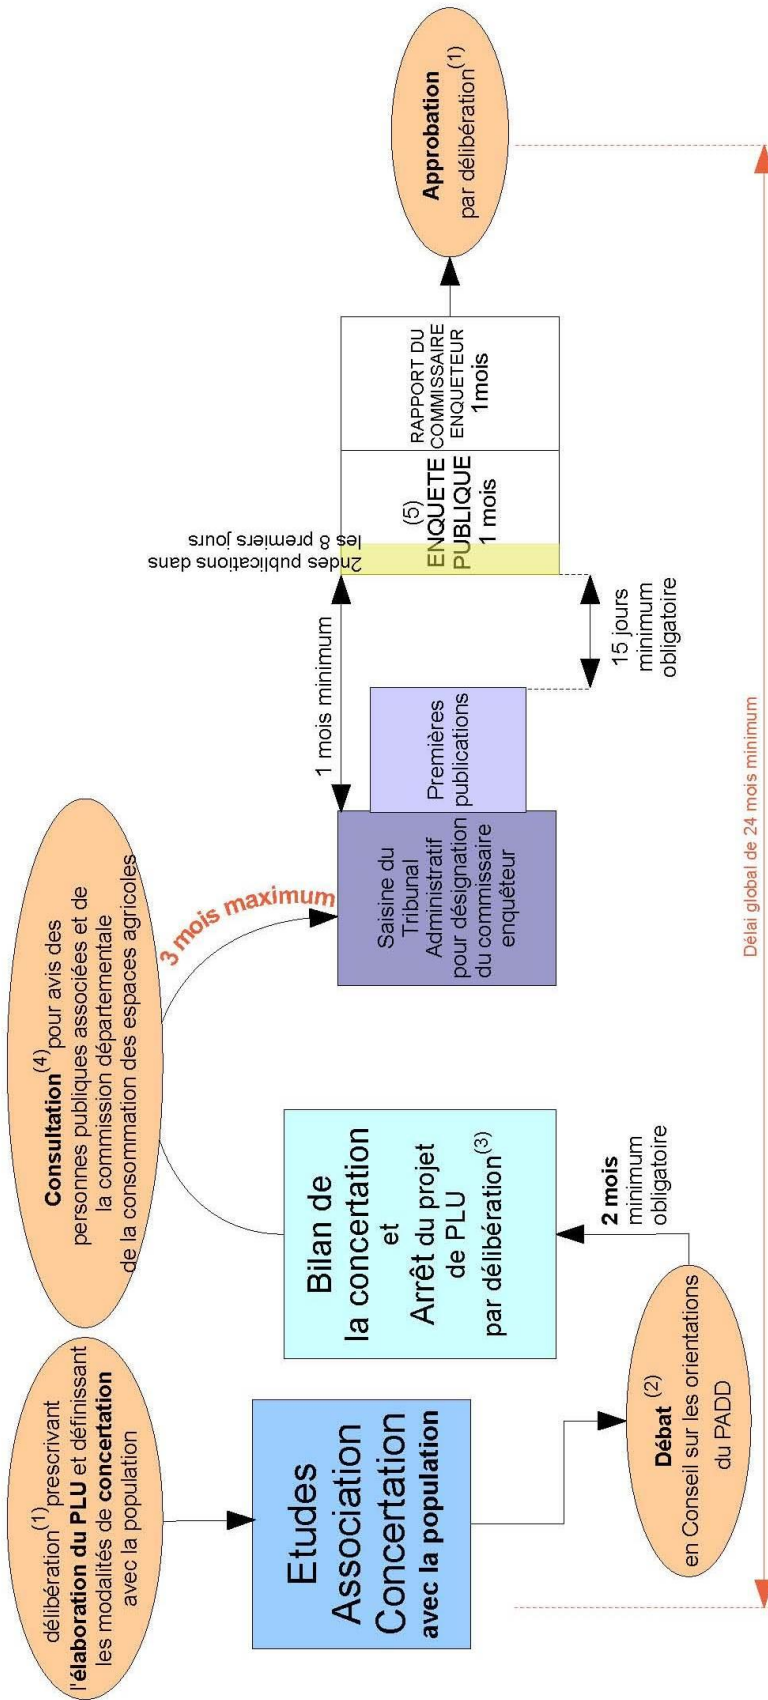 délibération(1) prescrivant
l'élaboration du PLU et définissant
les modalités de concertation
avec la population
Etudes
Association
Concertation
avec la population
Débat (2)
en Conseil sur les orientations
du PADD
2 mois
minimum
obligatoire
Bilan de
la concertation
et
Arrêt du projet
de PLU
par délibération(3)
Consultation(4) pour avis des
personnes publiques associées et de
la commission départementale
de la consommation des espaces agricoles
3 mois maximum
Saisine du
Tribunal
Administratif
pour désignation
du commissaire
enquêteur
Premières
publications
1 mois minimum
15 jours
minimum
obligatoire
2ndes publications dans
les 8 premiers jours
(5)
ENQUETE
PUBLIQUE
1 mois
RAPPORT DU
COMMISSAIRE
ENQUETEUR
1mois
Approbation
par délibération(1)
Délai global de 24 mois minimum